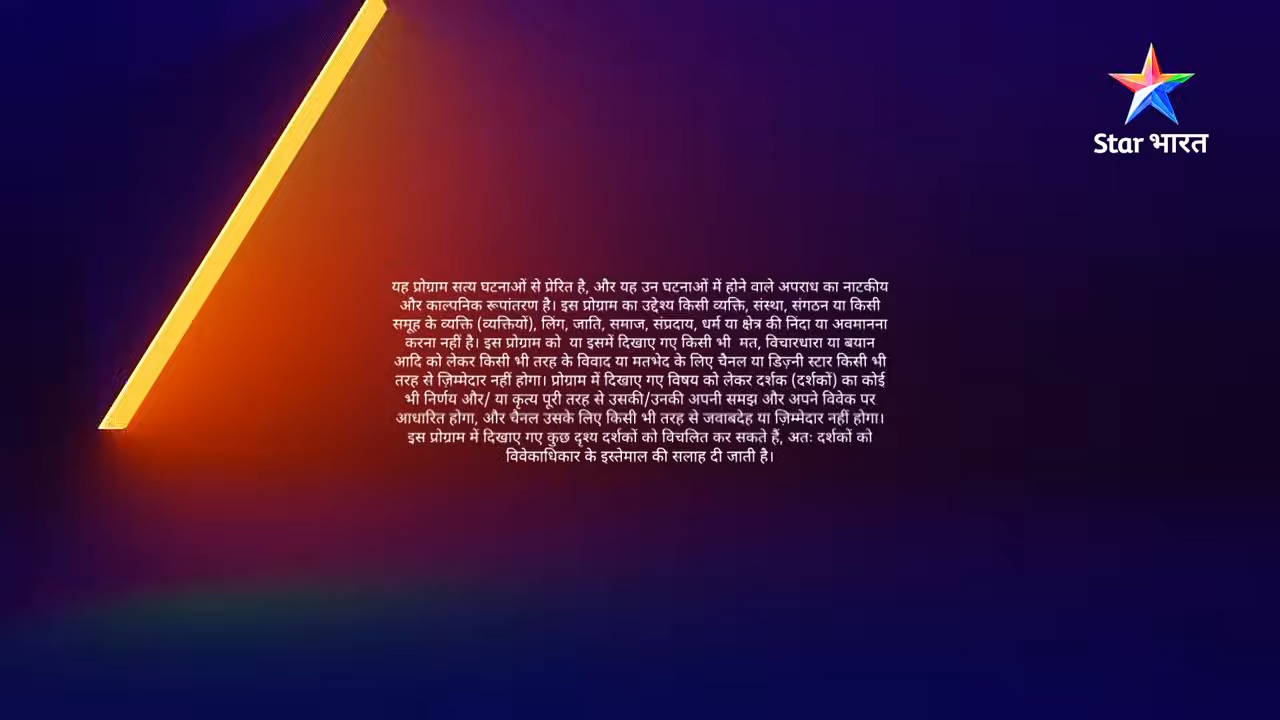 Star भारत
यह प्रोग्राम सत्य घटनाओं से प्रेरित है, और यह उन घटनाओं में होने वाले अपराध का नाटकीय
और काल्पनिक रूपांतरण है। इस प्रोग्राम का उद्देश्य किसी व्यक्ति, संस्था, संगठन या किसी
समूह के व्यक्ति (व्यक्तियों), लिंग, जाति, समाज, संप्रदाय, धर्म या क्षेत्र की निंदा या अवमानना
करना नहीं है। इस प्रोग्राम को या इसमें दिखाए गए किसी भी मत, विचारधारा या बयान
आदि को लेकर किसी भी तरह के विवाद या मतभेद के लिए चैनल या डिज़्नी स्टार किसी भी
तरह से ज़िम्मेदार नहीं होगा। प्रोग्राम में दिखाए गए विषय को लेकर दर्शक (दर्शकों) का कोई
भी निर्णय और/ या कृत्य पूरी तरह से उसकी/उनकी अपनी समझ और अपने विवेक पर
आधारित होगा, और चैनल उसके लिए किसी भी तरह से जवाबदेह या ज़िम्मेदार नहीं होगा।
इस प्रोग्राम में दिखाए गए कुछ दृश्य दर्शकों को विचलित कर सकते हैं, अतः दर्शकों को
विवेकाधिकार के इस्तेमाल की सलाह दी जाती है।